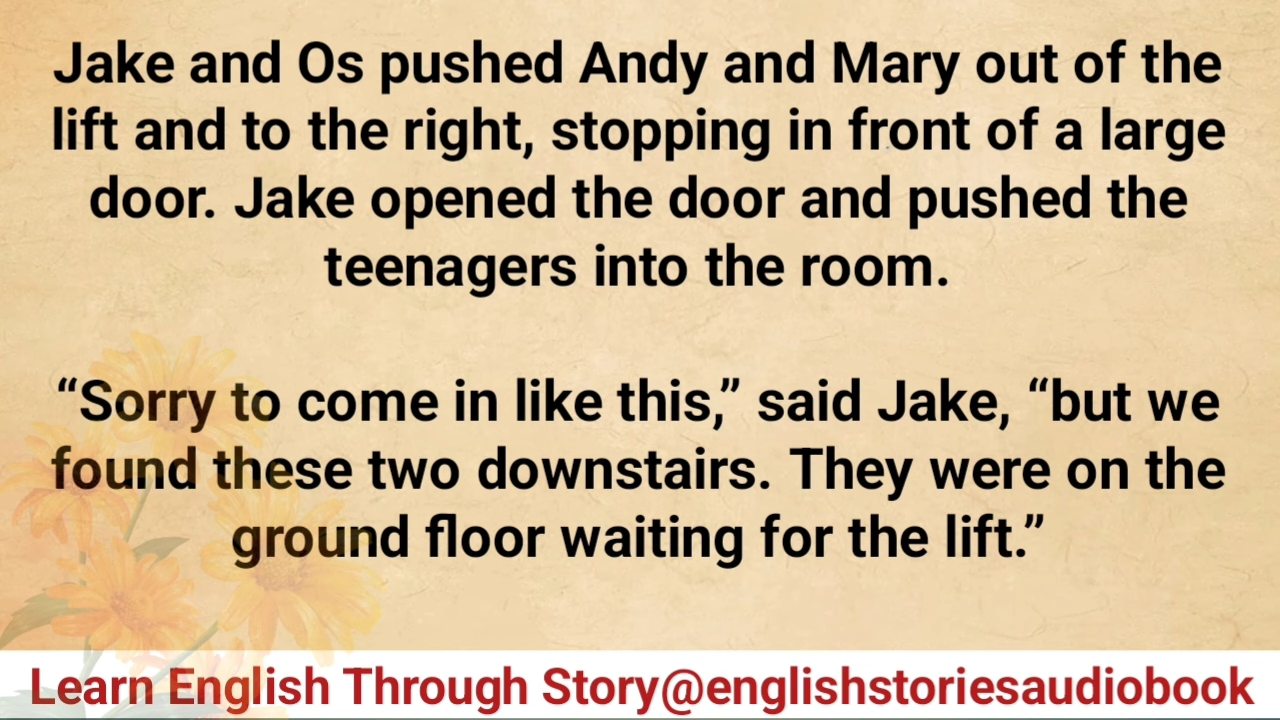 Jake and Os pushed Andy and Mary out of the
lift and to the right, stopping in front of a large
door. Jake opened the door and pushed the
teenagers into the room.
“Sorry to come in like this,” said Jake, “but we
found these two downstairs. They were on the
ground floor waiting for the lift.”
Learn English Through Story@englishstoriesaudiobook